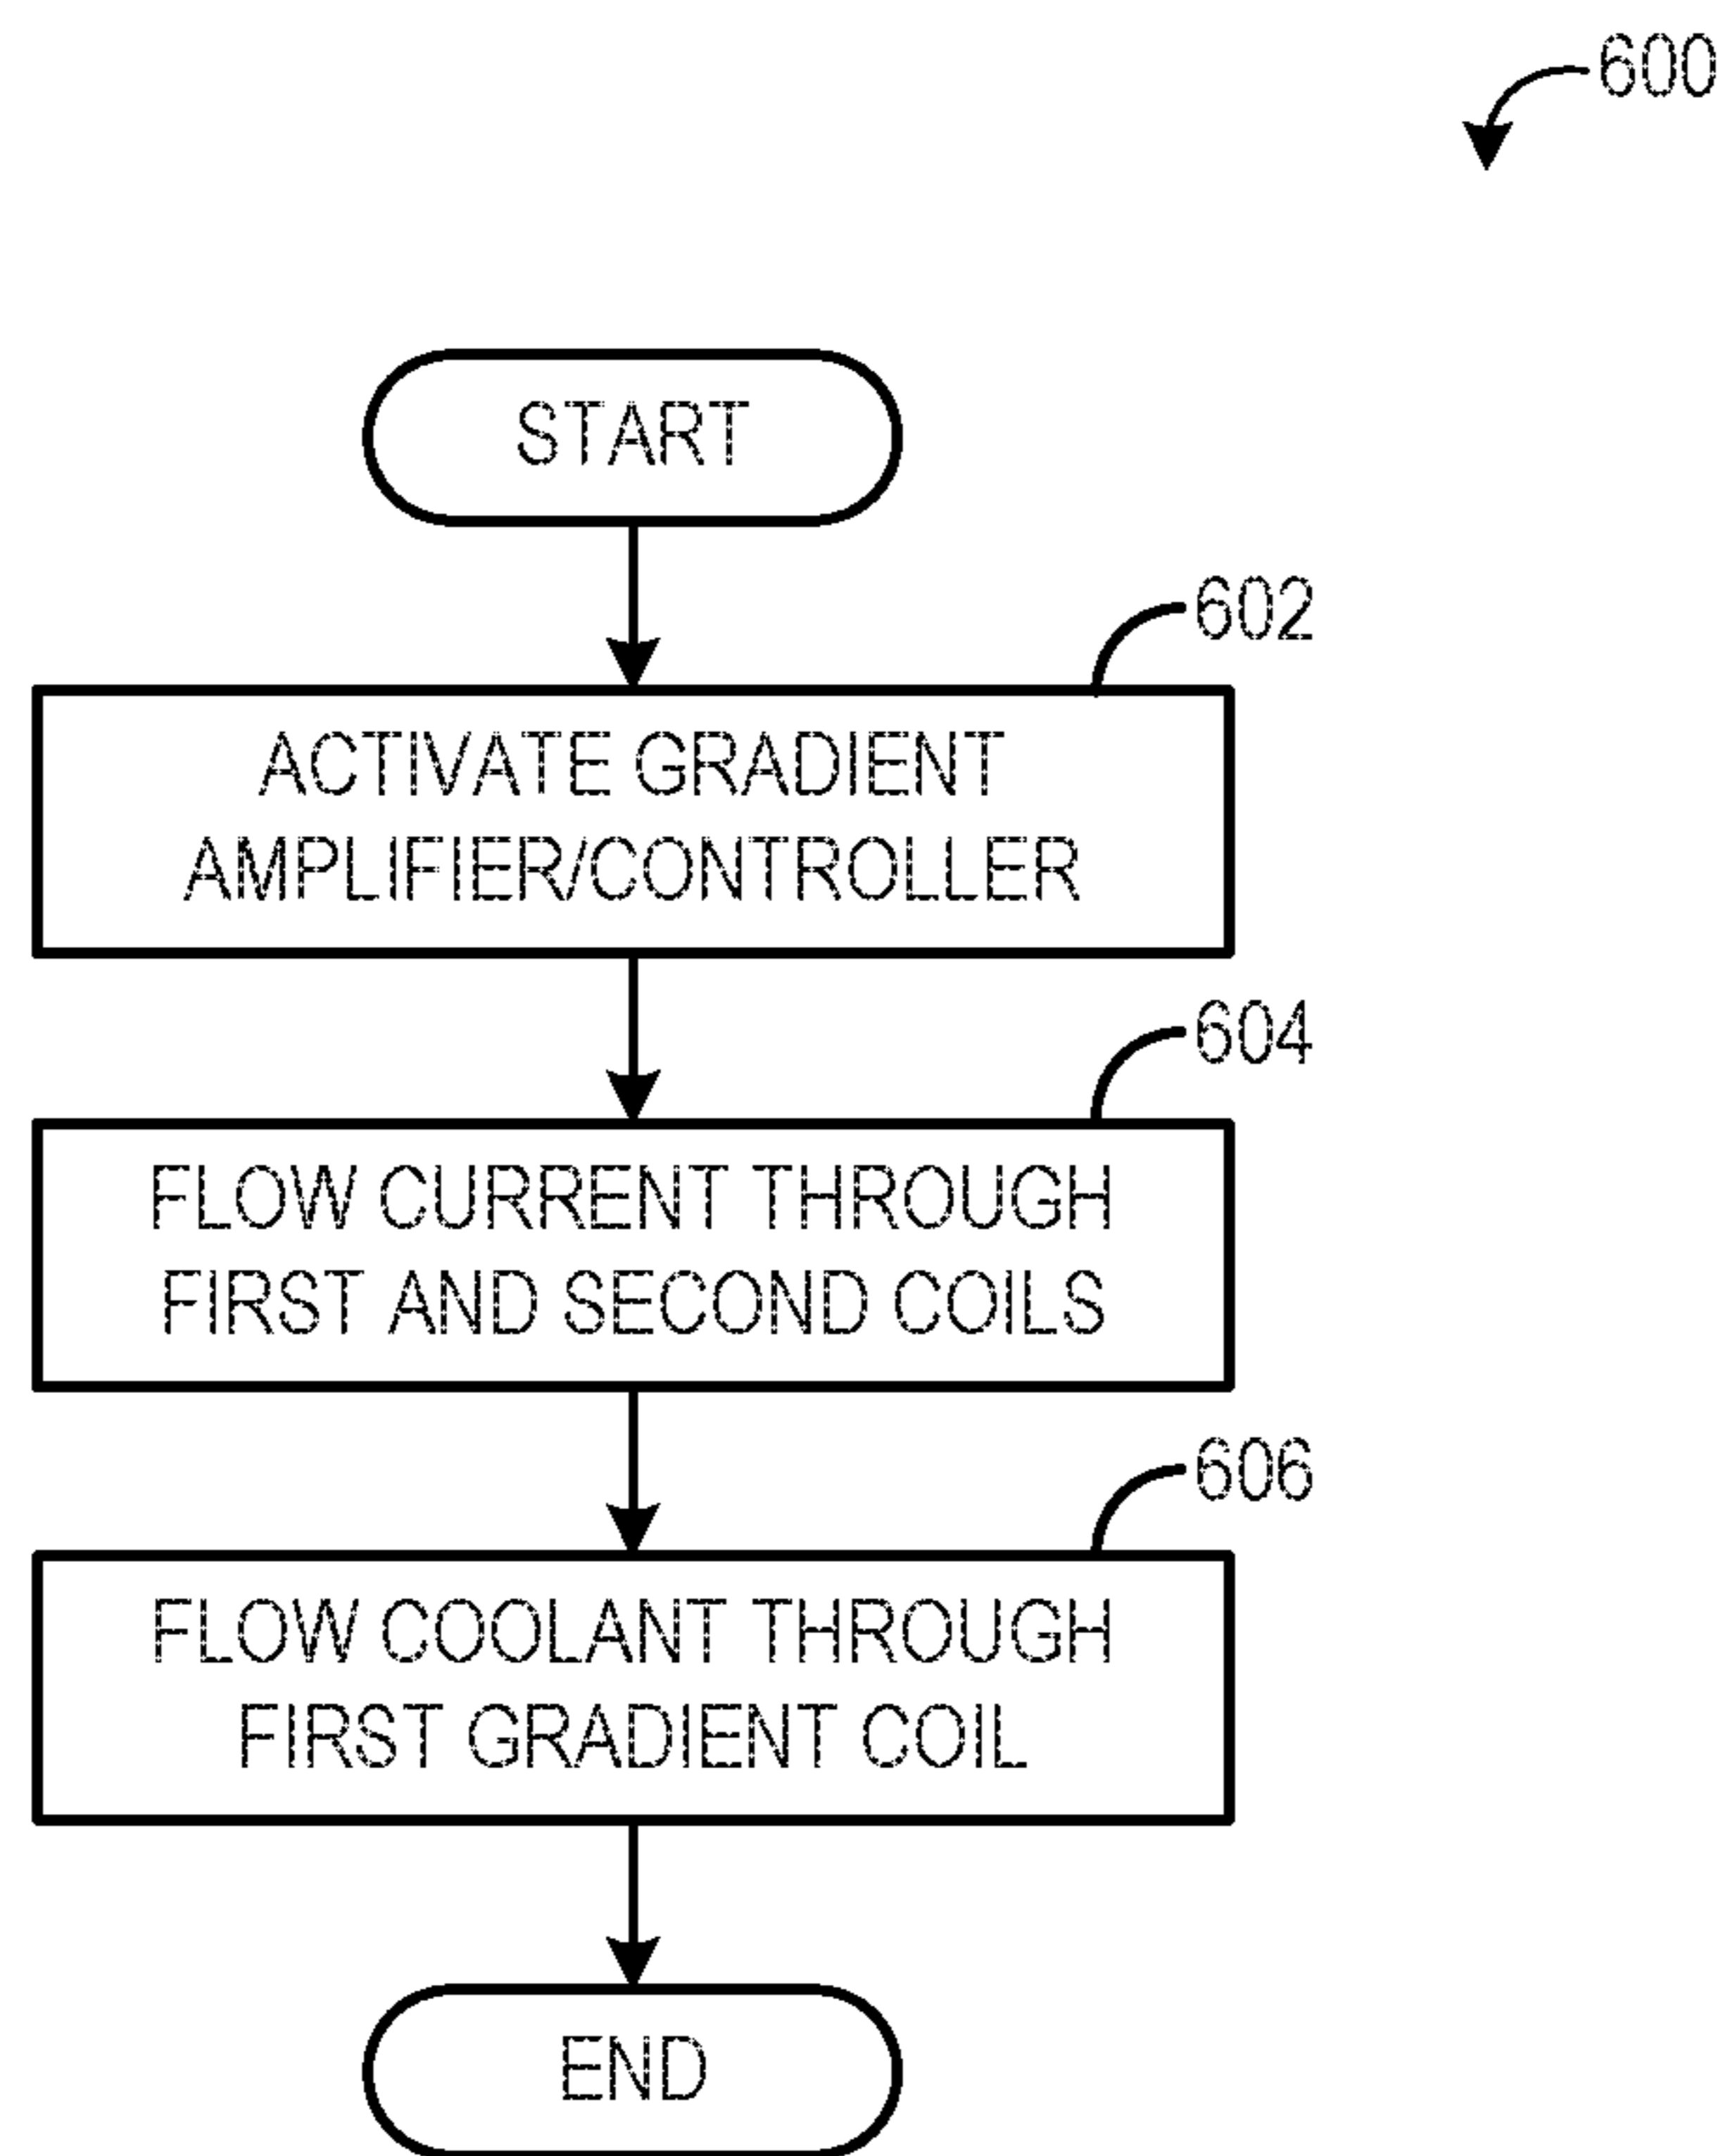 600
START
602
ACTIVATE GRADIENT
AMPLIFIER/CONTROLLER
604
FLOW CURRENT THROUGH
FIRST AND SECOND COILS
606
FLOW COOLANT THROUGH
FIRST GRADIENT COIL
END